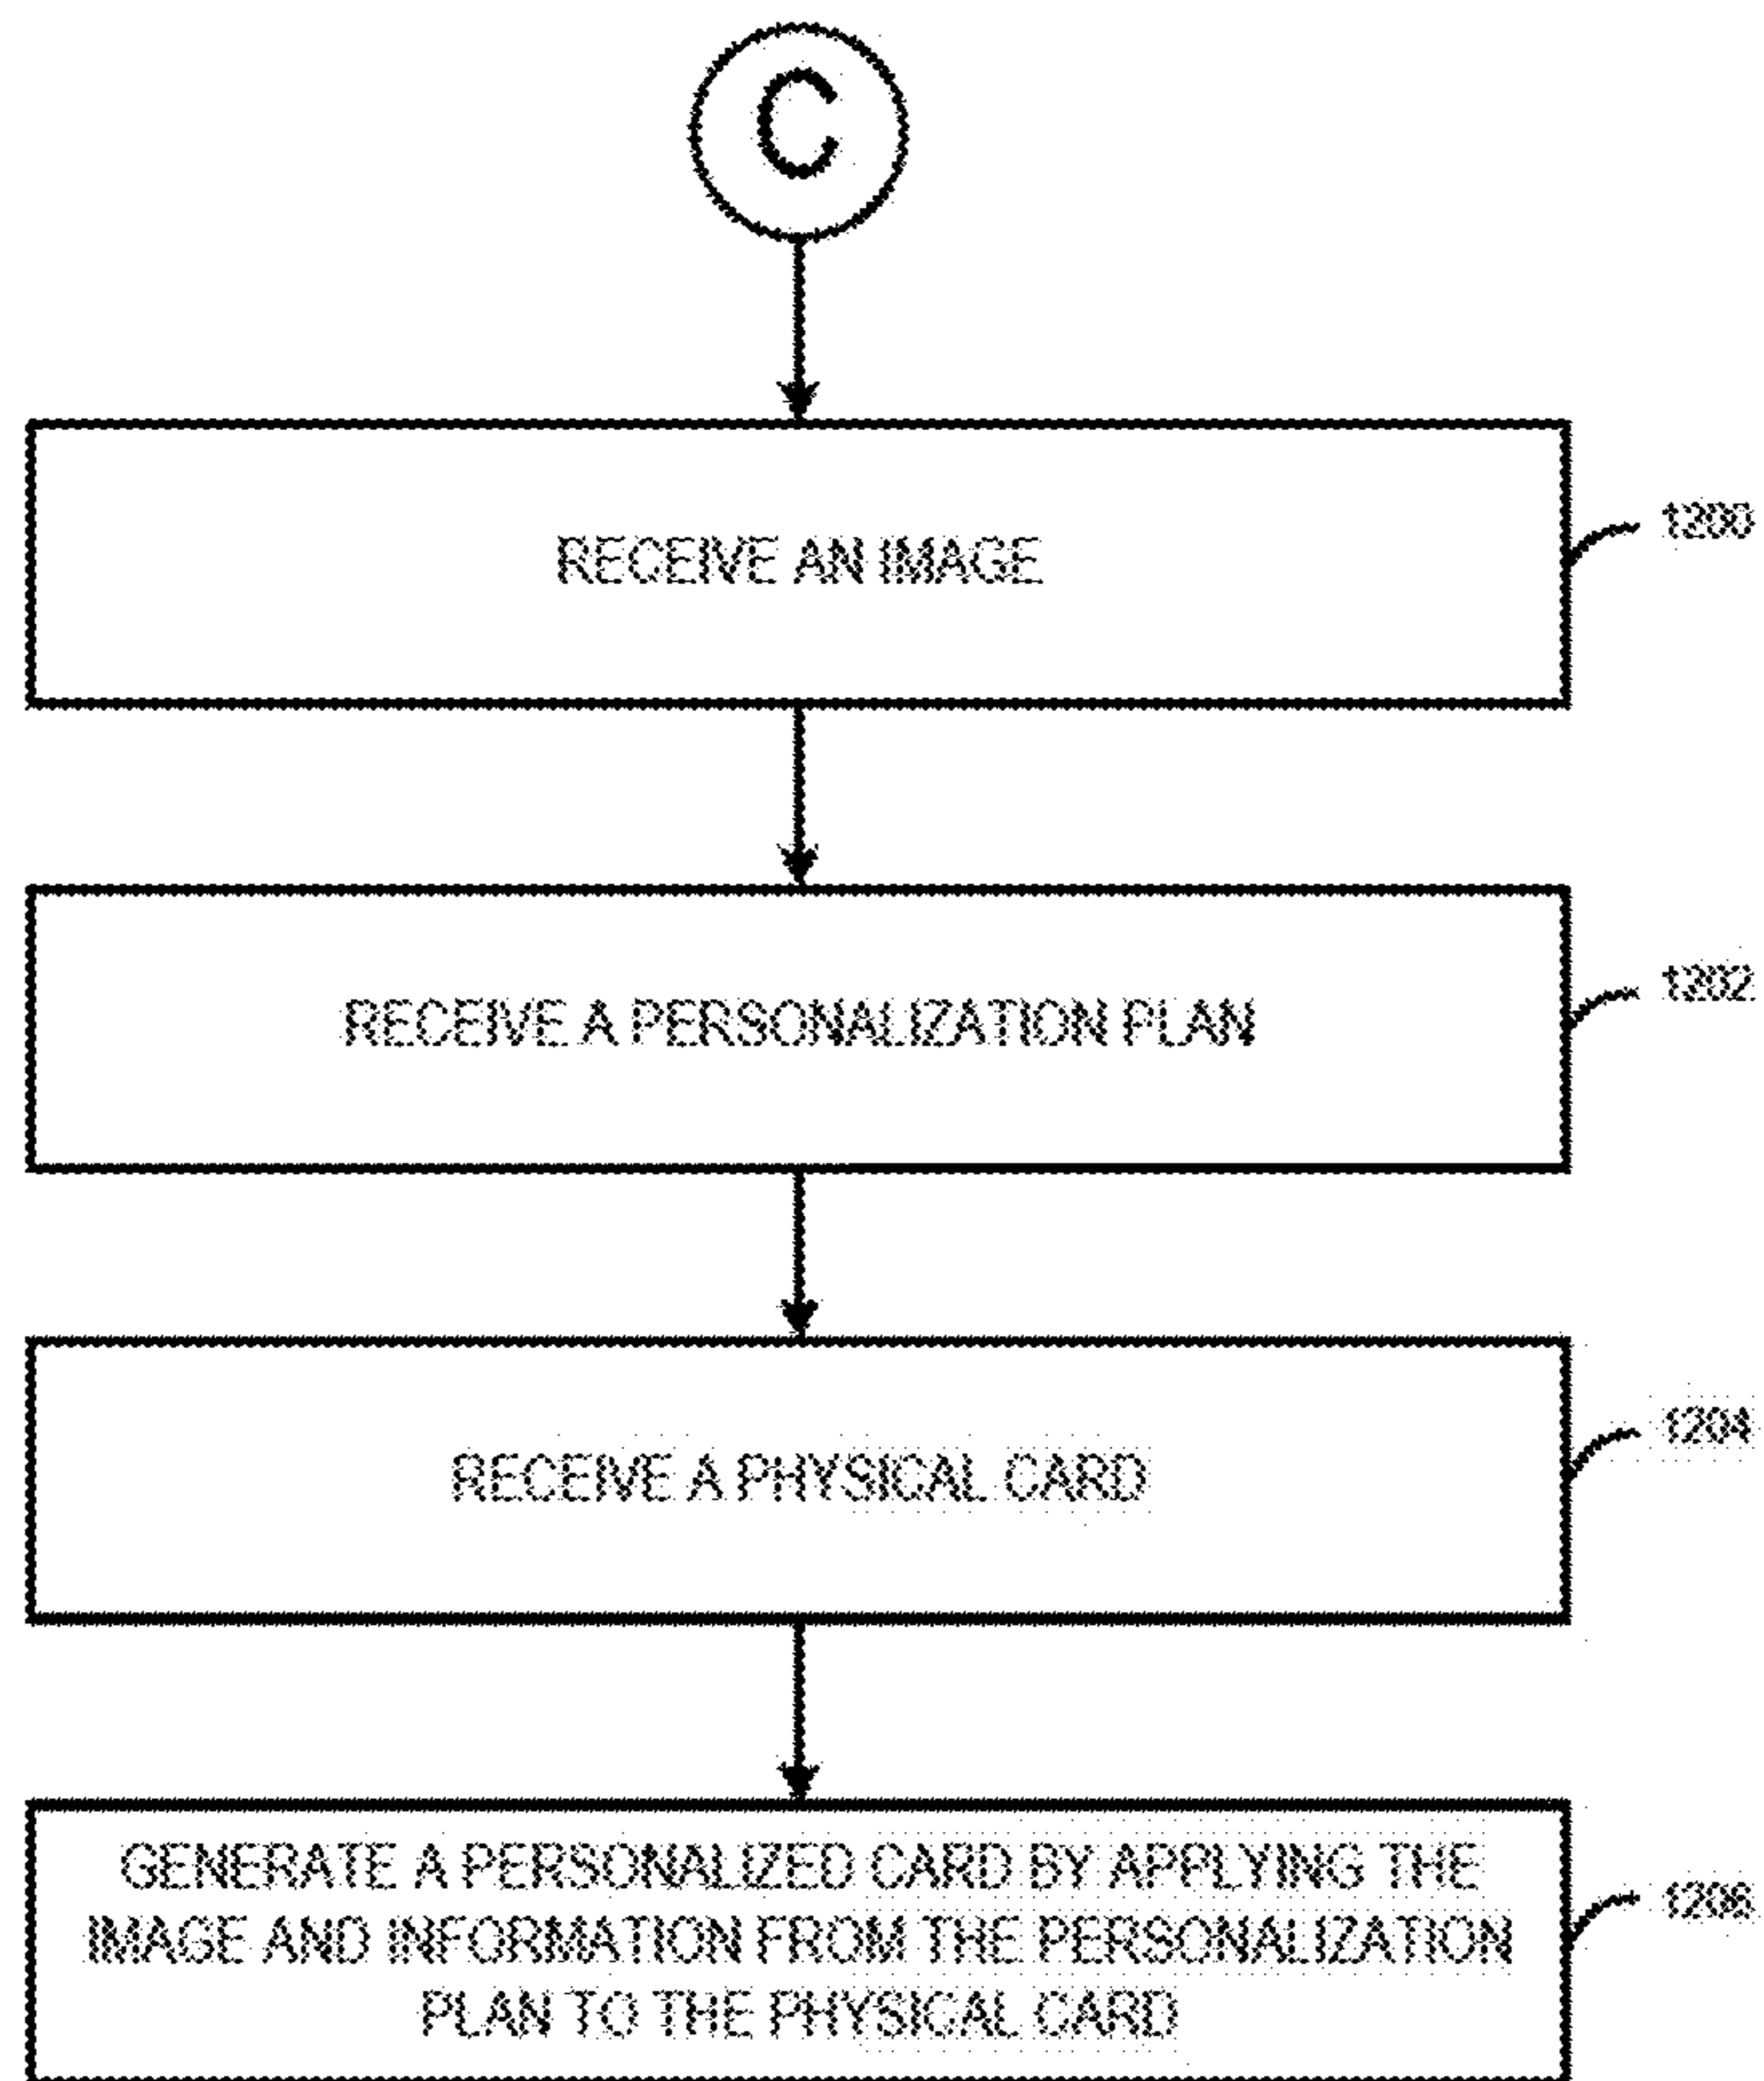 C
RECEIVE AN IMAGE
1200
RECEIVE A PERSONALIZATION PLAN
1202
RECEIVE A PHYSICAL CARD
1204
GENERATE A PERSONALIZED CARD BY APPLYING THE
IMAGE AND INFORMATION FROM THE PERSONALIZATION
PLAN TO THE PHYSICAL CARD
1206